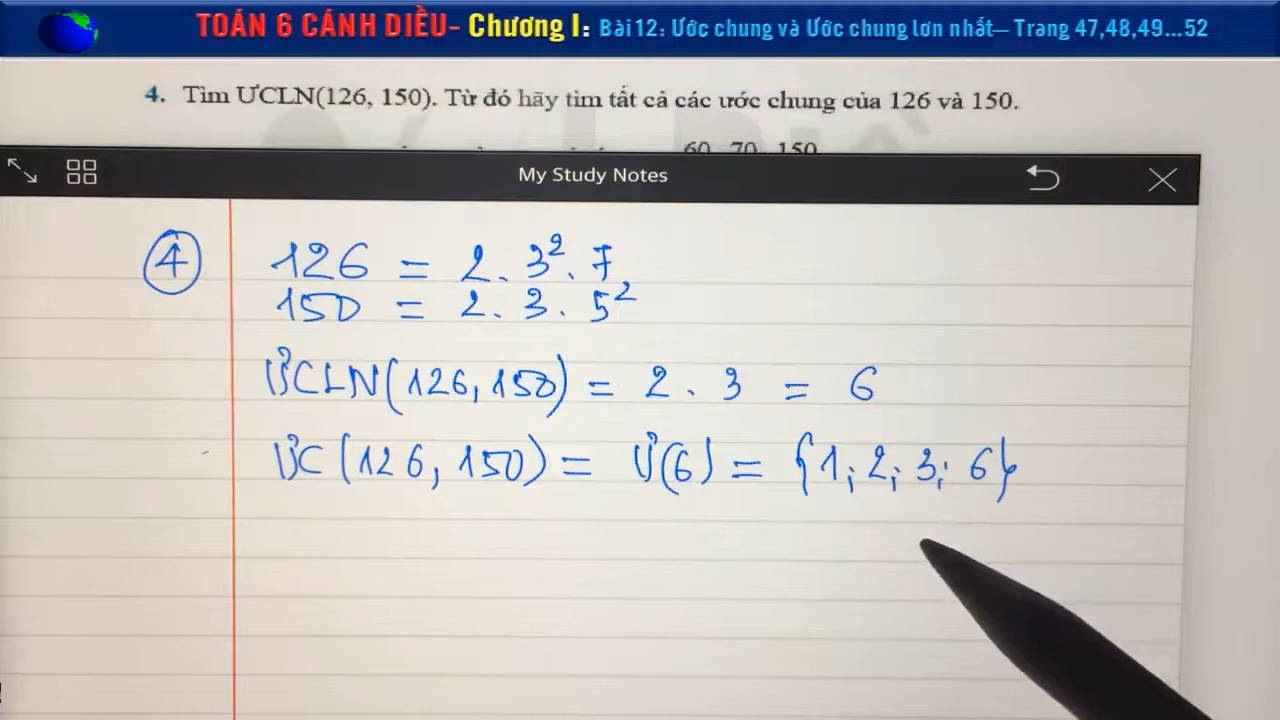 TOÁN 6 CÁNH DIỀU- Chương I: Bài 12: Ước chung và Ước chung lớn nhất– Trang 47,48,49...52
4. Tìm ƯCLN(126, 150). Từ đó hãy tìm tất cả các ước chung của 126 và 150.
60 70 150
My Study Notes
4 126 = 2 . 3² . 7
150 = 2 . 3 . 5²
ƯCLN(126, 150) = 2 . 3 = 6
ƯC(126, 150) = Ư(6) = {1; 2; 3; 6}